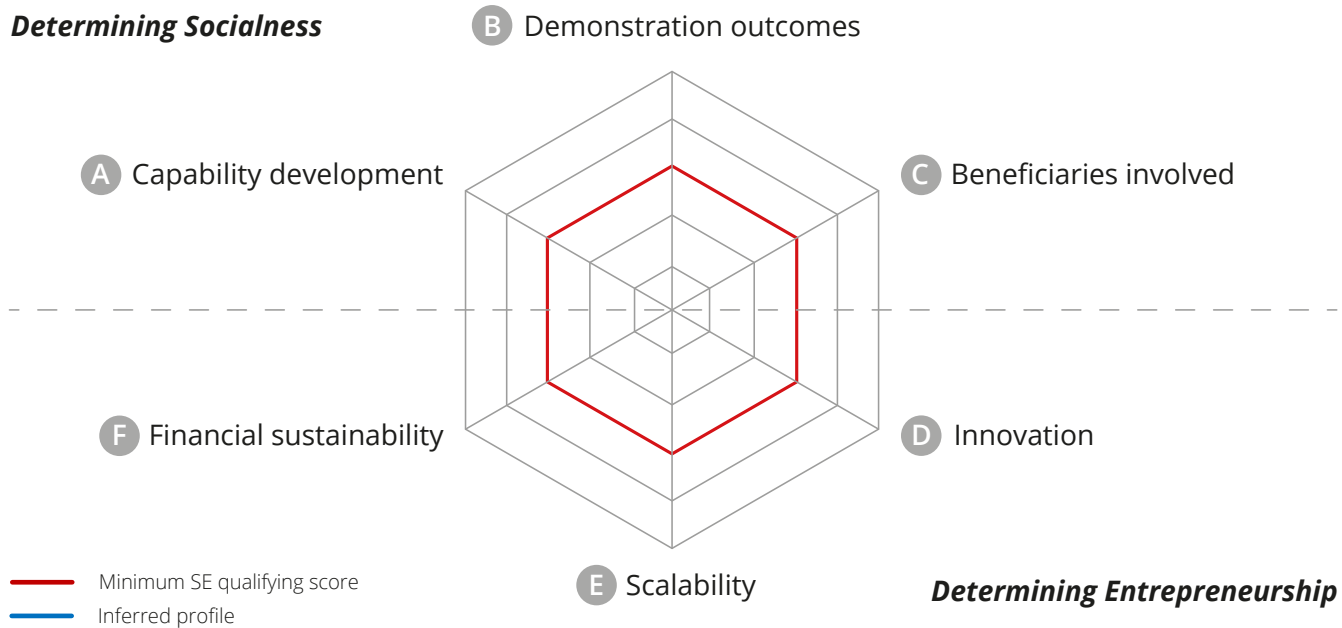 Determining Socialness
B Demonstration outcomes
A Capability development
C Beneficiaries involved
F Financial sustainability
D Innovation
E Scalability
Minimum SE qualifying score
Inferred profile
Determining Entrepreneurship